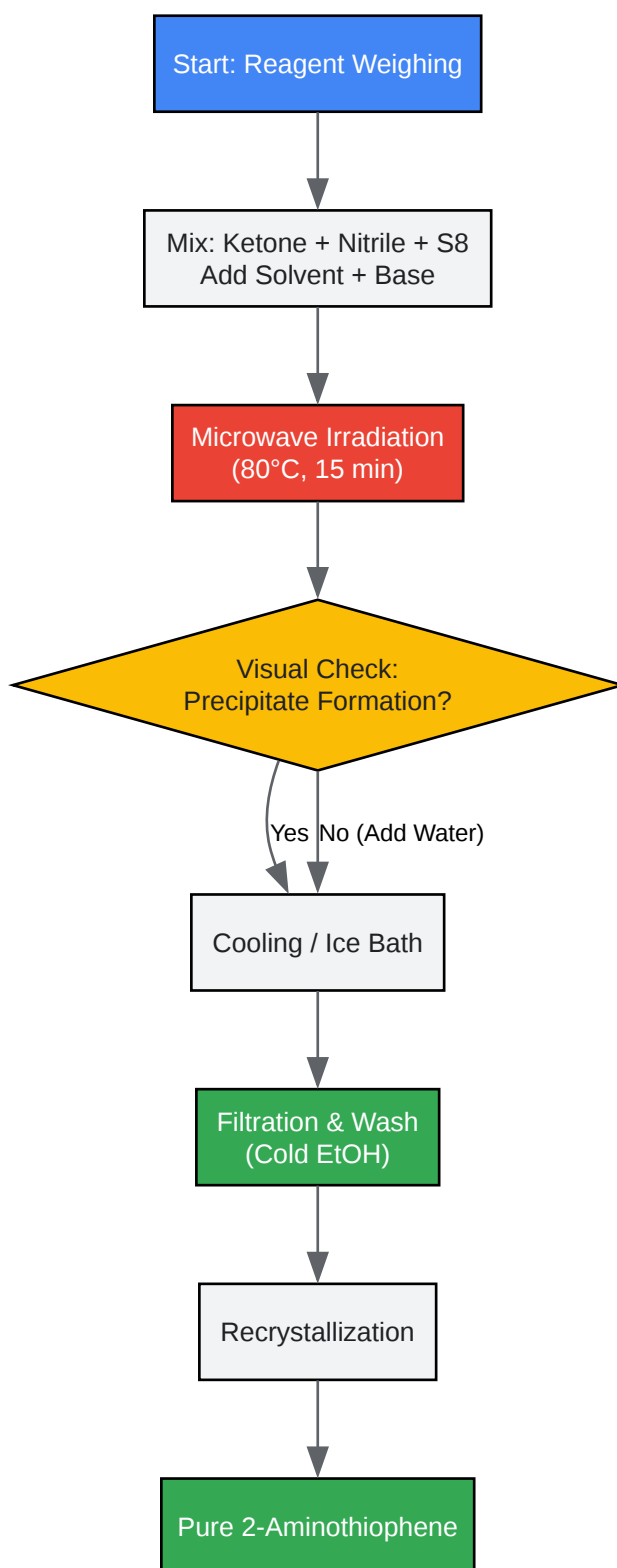 Start: Reagent Weighing
Mix: Ketone + Nitrile + S8
Add Solvent + Base
Microwave Irradiation
(80°C, 15 min)
Visual Check:
Precipitate Formation?
Yes
No (Add Water)
Cooling / Ice Bath
Filtration & Wash
(Cold EtOH)
Recrystallization
Pure 2-Aminothiophene